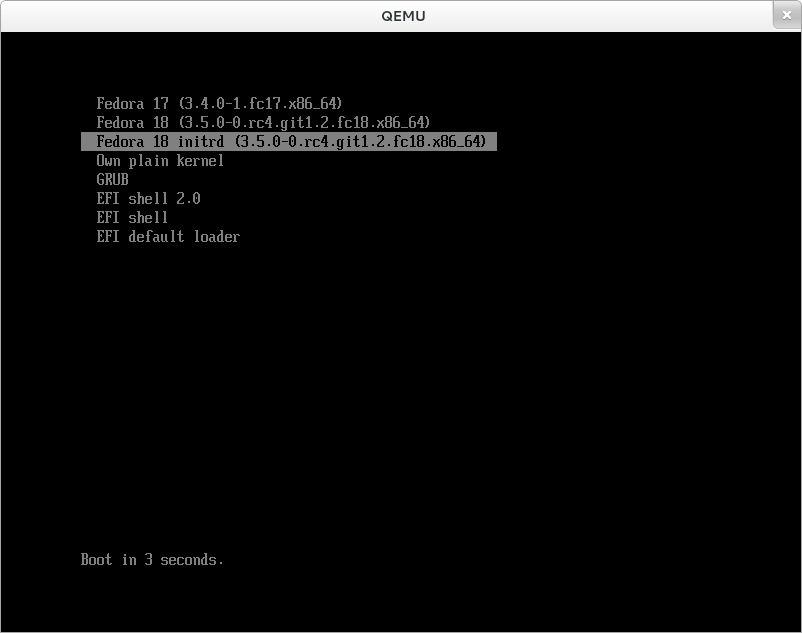 QEMU
Fedora 17 (3.4.0-1.fc17.x86_64)
Fedora 18 (3.5.0-0.rc4.git1.2.fc18.x86_64)
Fedora 18 initrd (3.5.0-0.rc4.git1.2.fc18.x86_64)
Own plain kernel
GRUB
EFI shell 2.0
EFI shell
EFI default loader
Boot in 3 seconds.